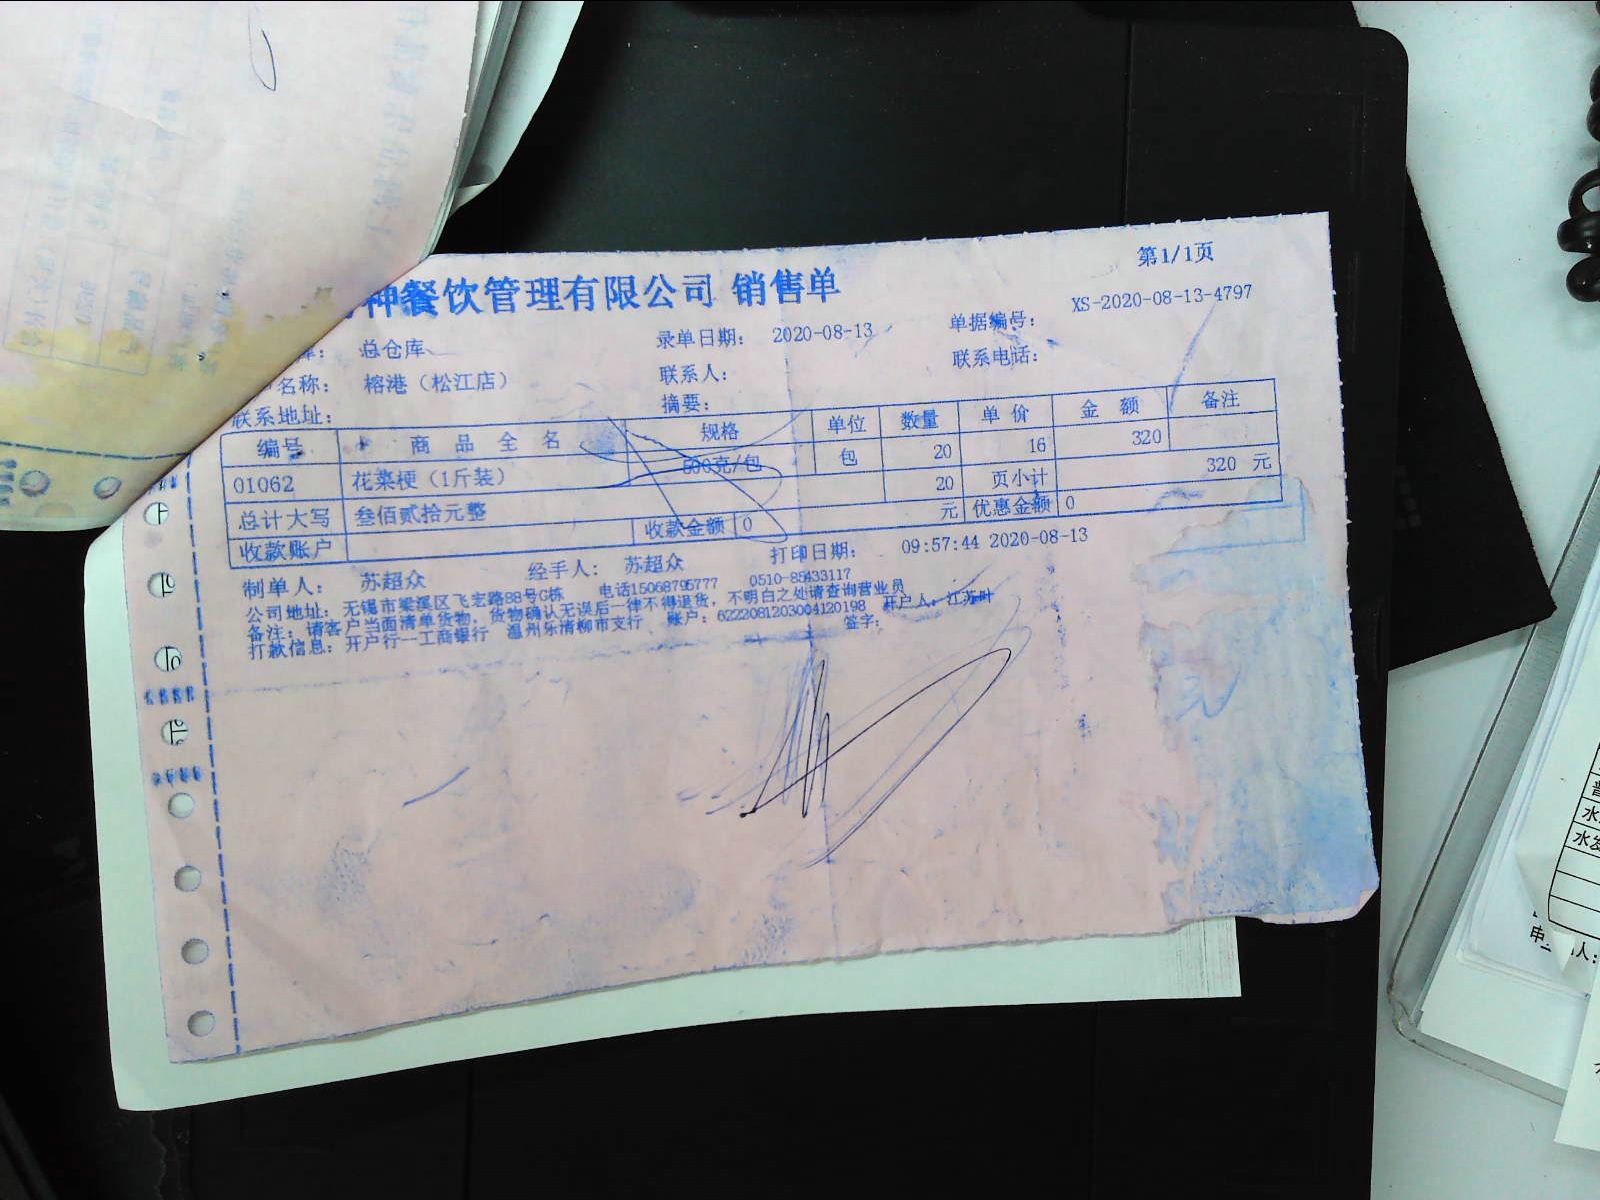 第1/1页
种餐饮管理有限公司 销售单
库： 总仓库 录单日期： 2020-08-13 单据编号： XS-2020-08-13-4797
名称： 榕港（松江店） 联系人： 联系电话：
联系地址： 摘要：
编号 商品全名 规格 单位 数量 单价 金额 备注
01062 花菜梗（1斤装） 500克/包 包 20 16 320
20 页小计 320 元
总计大写 叁佰贰拾元整 元 优惠金额 0
收款账户 收款金额 0
制单人： 苏超众 经手人： 苏超众 打印日期： 09:57:44 2020-08-13
公司地址： 无锡市梁溪区飞宏路88号C栋 电话15068795777 0510-85433117
备注：请客户当面清单货物，货物确认无误后一律不得退货，不明白之处请查询营业员
打款信息：开户行一工商银行 温州乐清柳市支行 账户：6222081203004120198 开户人：江苏叶
签字：
水
水发